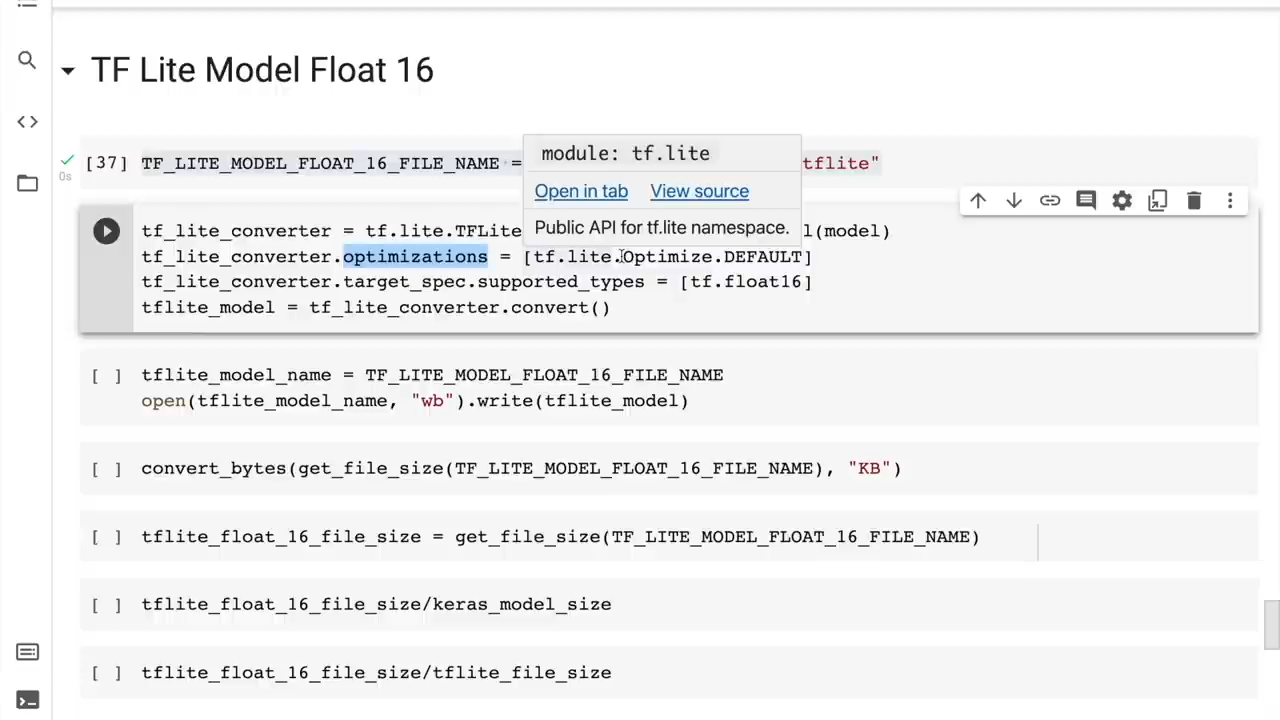 TF Lite Model Float 16
[37] TF_LITE_MODEL_FLOAT_16_FILE_NAME = tflite"
0s
module: tf.lite
Open in tab View source
Public API for tf.lite namespace.
tf_lite_converter = tf.lite.TFLite l(model)
tf_lite_converter.optimizations = [tf.lite.Optimize.DEFAULT]
tf_lite_converter.target_spec.supported_types = [tf.float16]
tflite_model = tf_lite_converter.convert()
[ ] tflite_model_name = TF_LITE_MODEL_FLOAT_16_FILE_NAME
open(tflite_model_name, "wb").write(tflite_model)
[ ] convert_bytes(get_file_size(TF_LITE_MODEL_FLOAT_16_FILE_NAME), "KB")
[ ] tflite_float_16_file_size = get_file_size(TF_LITE_MODEL_FLOAT_16_FILE_NAME)
[ ] tflite_float_16_file_size/keras_model_size
[ ] tflite_float_16_file_size/tflite_file_size